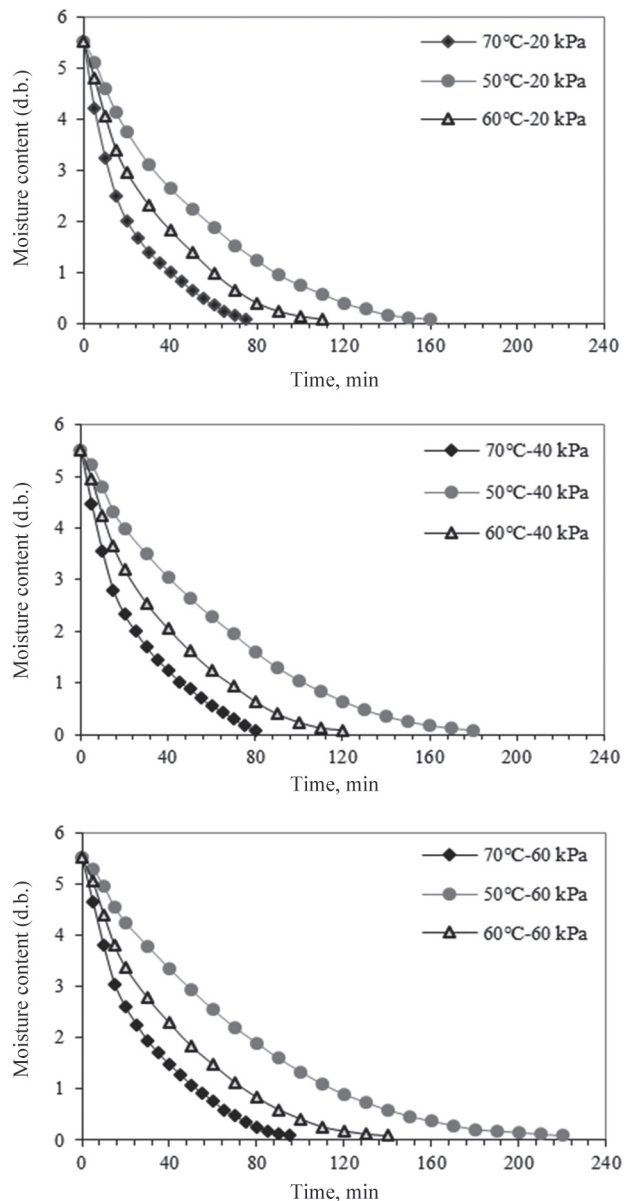 6
5
4
3
2
1
0
Moisture content (d.b.)
70°C-20 kPa
50°C-20 kPa
60°C-20 kPa
0 40 80 120 160 200 240
Time, min
6
5
4
3
2
1
0
Moisture content (d.b.)
70°C-40 kPa
50°C-40 kPa
60°C-40 kPa
0 40 80 120 160 200 240
Time, min
6
5
4
3
2
1
0
Moisture content (d.b.)
70°C-60 kPa
50°C-60 kPa
60°C-60 kPa
0 40 80 120 160 200 240
Time, min